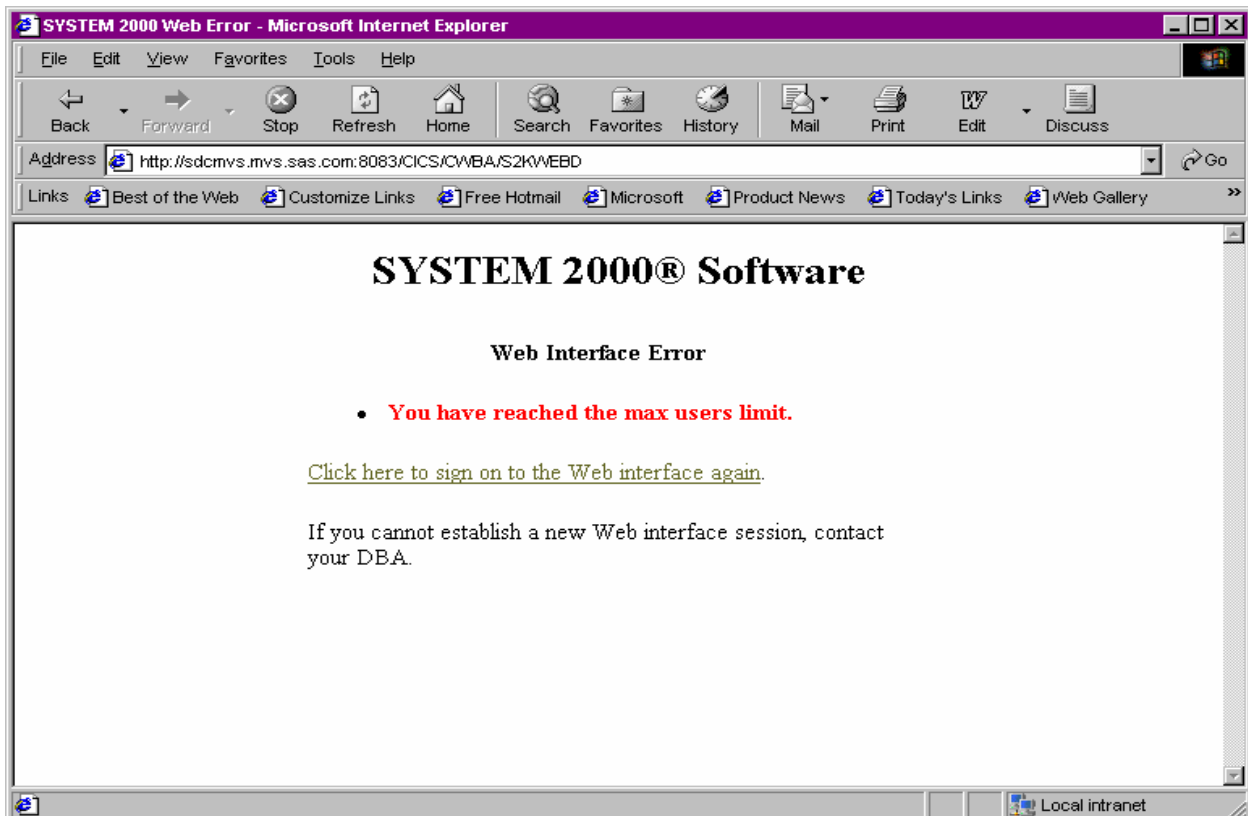 SYSTEM 2000 Web Error - Microsoft Internet Explorer
File Edit View Favorites Tools Help
Back Forward Stop Refresh Home Search Favorites History Mail Print Edit Discuss
Address http://sdcmvs.mvs.sas.com:8083/CICS/CWBA/S2KWEBD Go
Links Best of the Web Customize Links Free Hotmail Microsoft Product News Today's Links Web Gallery »
SYSTEM 2000® Software
Web Interface Error
• You have reached the max users limit.
Click here to sign on to the Web interface again.
If you cannot establish a new Web interface session, contact
your DBA.
Local intranet